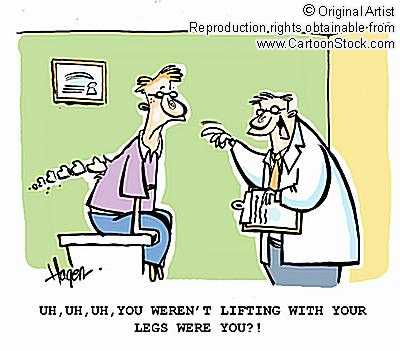 © Original Artist
Reproduction rights obtainable from
www.CartoonStock.com
Hagen.
UH,UH,UH,YOU WEREN'T LIFTING WITH YOUR
LEGS WERE YOU?!